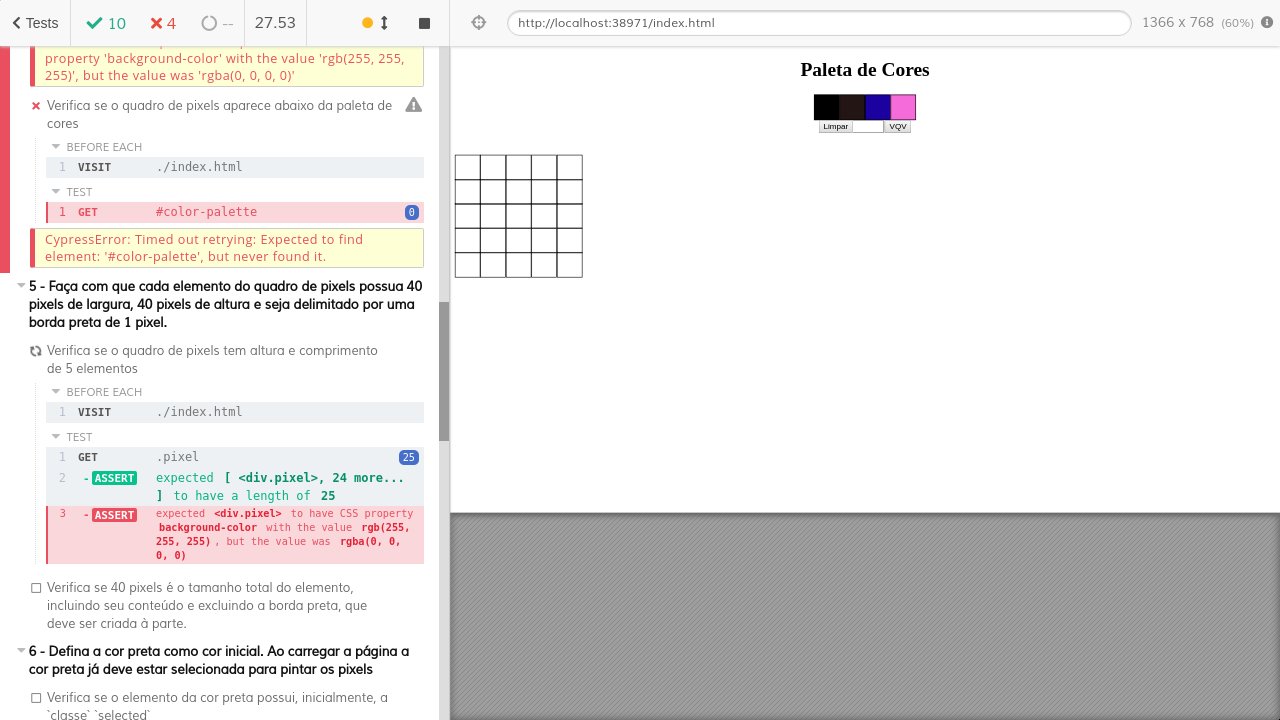 Tests
10
4
--
27.53
http://localhost:38971/index.html
1366 x 768 (60%)
property 'background-color' with the value 'rgb(255, 255,
255)', but the value was 'rgba(0, 0, 0, 0)'
Verifica se o quadro de pixels aparece abaixo da paleta de
cores
BEFORE EACH
1 VISIT ./index.html
TEST
1 GET #color-palette 0
CypressError: Timed out retrying: Expected to find
element: '#color-palette', but never found it.
5 - Faça com que cada elemento do quadro de pixels possua 40
pixels de largura, 40 pixels de altura e seja delimitado por uma
borda preta de 1 pixel.
Verifica se o quadro de pixels tem altura e comprimento
de 5 elementos
BEFORE EACH
1 VISIT ./index.html
TEST
1 GET .pixel 25
2 - ASSERT expected [ <div.pixel>, 24 more...
] to have a length of 25
3 - ASSERT expected <div.pixel> to have CSS property
background-color with the value rgb(255,
255, 255) , but the value was rgba(0, 0,
0, 0)
Verifica se 40 pixels é o tamanho total do elemento,
incluindo seu conteúdo e excluindo a borda preta, que
deve ser criada à parte.
6 - Defina a cor preta como cor inicial. Ao carregar a página a
cor preta já deve estar selecionada para pintar os pixels
Verifica se o elemento da cor preta possui, inicialmente, a
`classe` `selected`
Paleta de Cores
Limpar
VQV